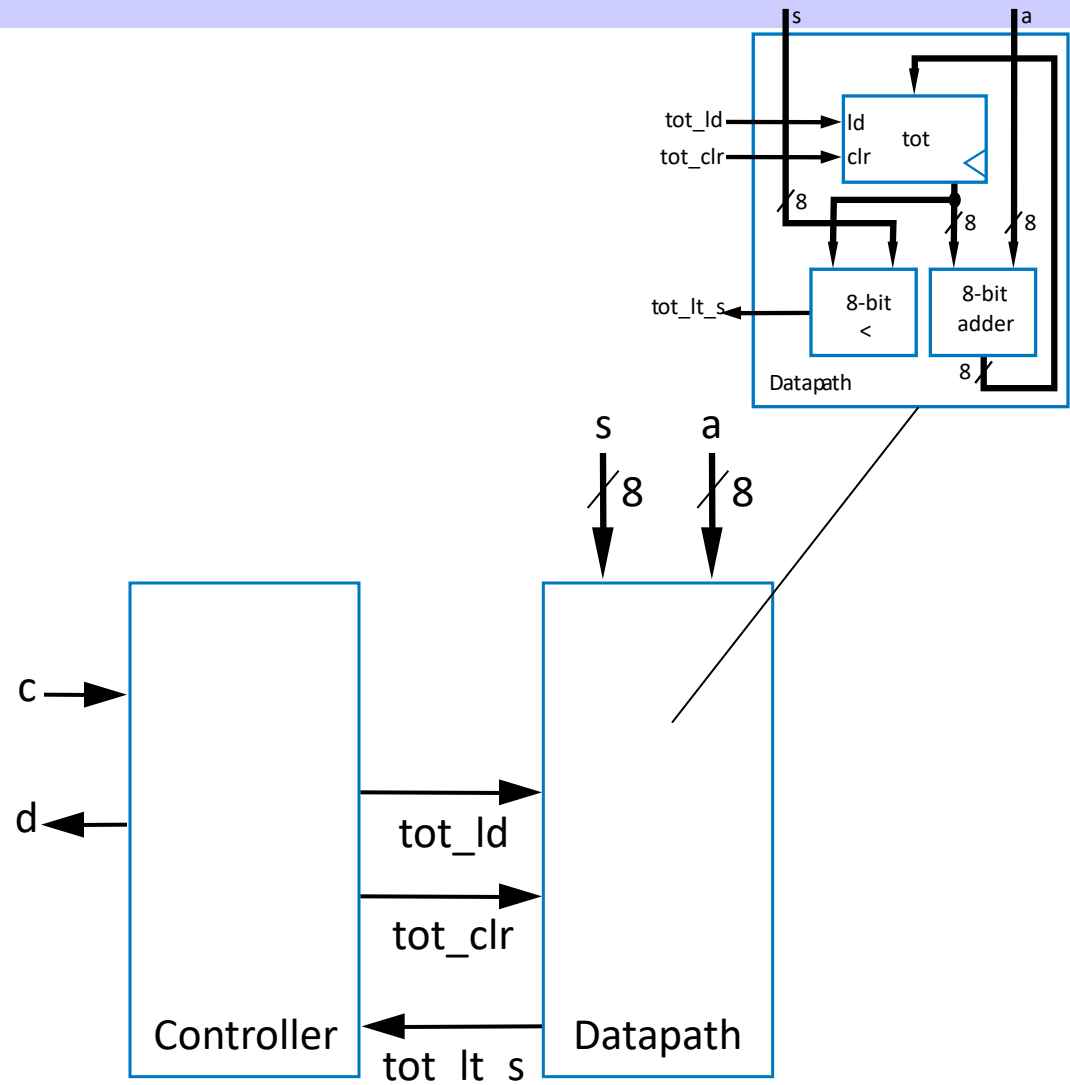 s a
tot_ld
ld
tot
tot_clr
clr
8
8
8
tot_lt_s
8-bit
<
8-bit
adder
8
Datapath
s a
8 8
c
d
tot_ld
tot_clr
Controller
Datapath
tot_lt_s